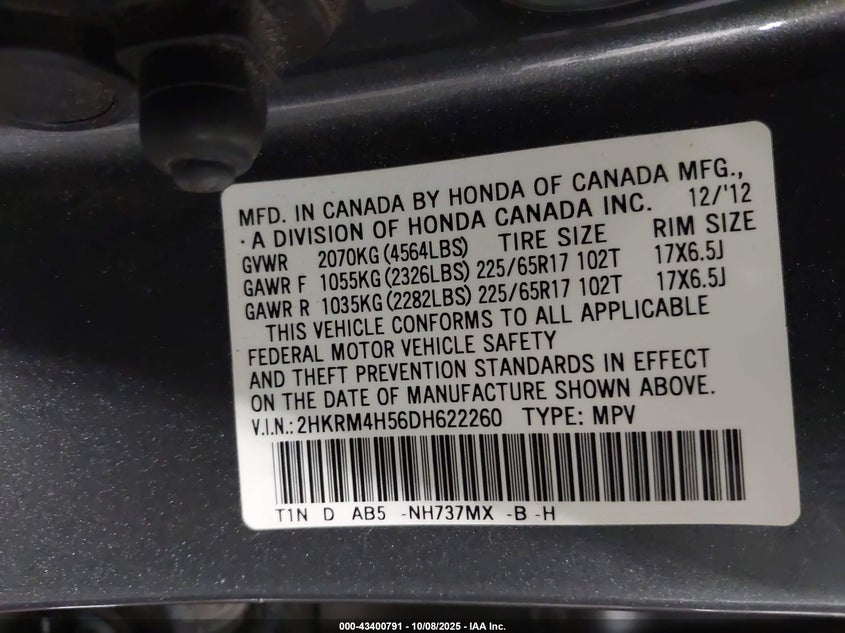 MFD. IN CANADA BY HONDA OF CANADA MFG.,
·A DIVISION OF HONDA CANADA INC. 12/'12
GVWR 2070KG (4564LBS) TIRE SIZE RIM SIZE
GAWR F 1055KG (2326LBS) 225/65R17 102T 17X6.5J
GAWR R 1035KG (2282LBS) 225/65R17 102T 17X6.5J
THIS VEHICLE CONFORMS TO ALL APPLICABLE
FEDERAL MOTOR VEHICLE SAFETY
AND THEFT PREVENTION STANDARDS IN EFFECT
ON THE DATE OF MANUFACTURE SHOWN ABOVE.
V.I.N.: 2HKRM4H56DH622260 TYPE: MPV
T1N D AB5 -NH737MX -B -H
000-43400791 - 10/08/2025 - IAA Inc.